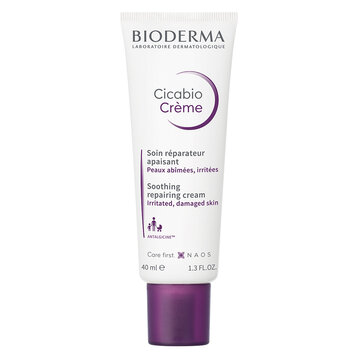 BIODERMA
LABORATOIRE DERMATOLOGIQUE
Cicabio
Crème
Soin réparateur
apaisant
Peaux abîmées, irritées
Soothing
repairing cream
Irritated, damaged skin
ANTALGICINE™
Care first NAOS
40 ml ℮ 1.3 FL.OZ.